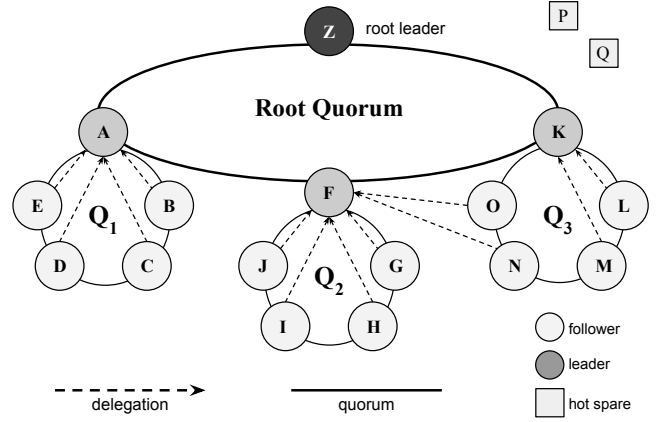 Z root leader P
Q
Root Quorum
A K
F
E B O L
Q1 Q3
D C J G N M
Q2
I H
follower
leader
delegation quorum hot spare